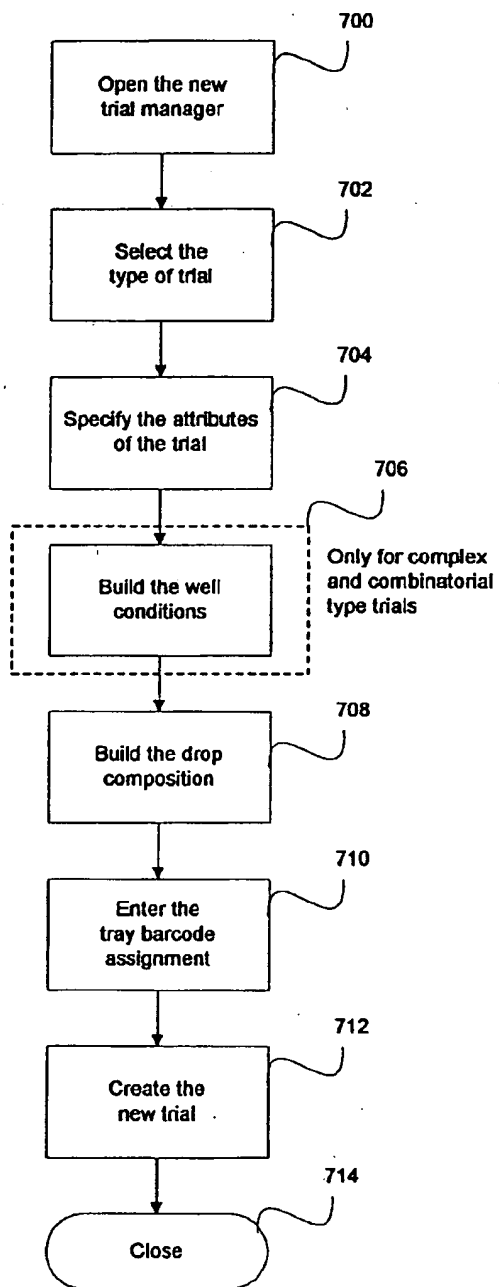 700
Open the new
trial manager
702
Select the
type of trial
704
Specify the attributes
of the trial
706
Only for complex
and combinatorial
type trials
Build the well
conditions
708
Build the drop
composition
710
Enter the
tray barcode
assignment
712
Create the
new trial
714
Close